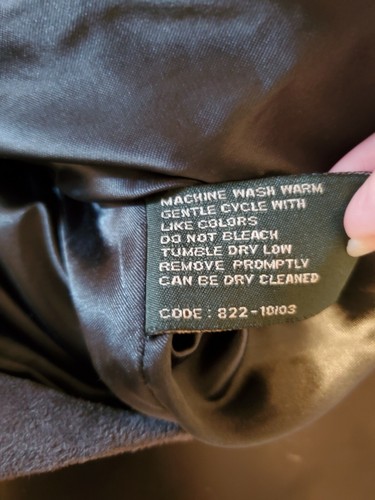 MACHINE WASH WARM
GENTLE CYCLE WITH
LIKE COLORS
DO NOT BLEACH
TUMBLE DRY LOW
REMOVE PROMPTLY
CAN BE DRY CLEANED
CODE : 822-10/03